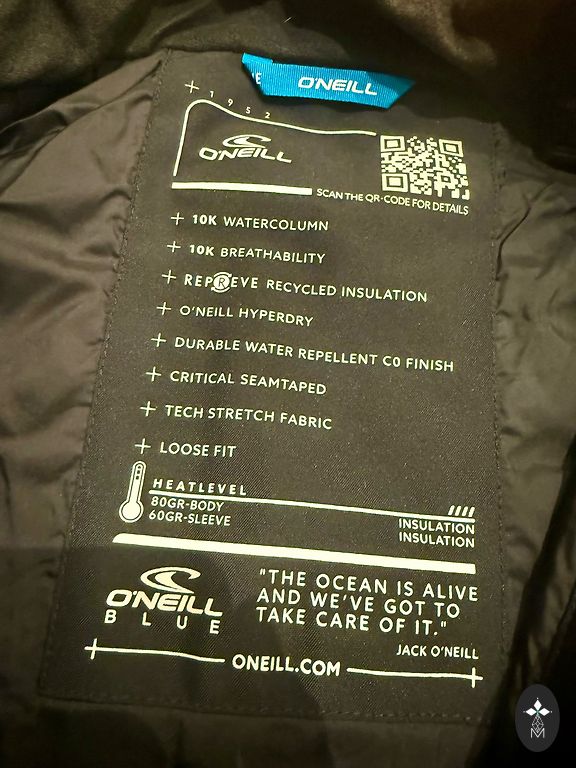 O'NEILL
1952
O'NEILL
SCAN THE QR-CODE FOR DETAILS
+ 10K WATERCOLUMN
+ 10K BREATHABILITY
+ REPREVE RECYCLED INSULATION
+ O'NEILL HYPERDRY
+ DURABLE WATER REPELLENT C0 FINISH
+ CRITICAL SEAMTAPED
+ TECH STRETCH FABRIC
+ LOOSE FIT
HEATLEVEL
80GR-BODY INSULATION
60GR-SLEEVE INSULATION
O'NEILL
BLUE
"THE OCEAN IS ALIVE
AND WE'VE GOT TO
TAKE CARE OF IT."
JACK O'NEILL
ONEILL.COM
M